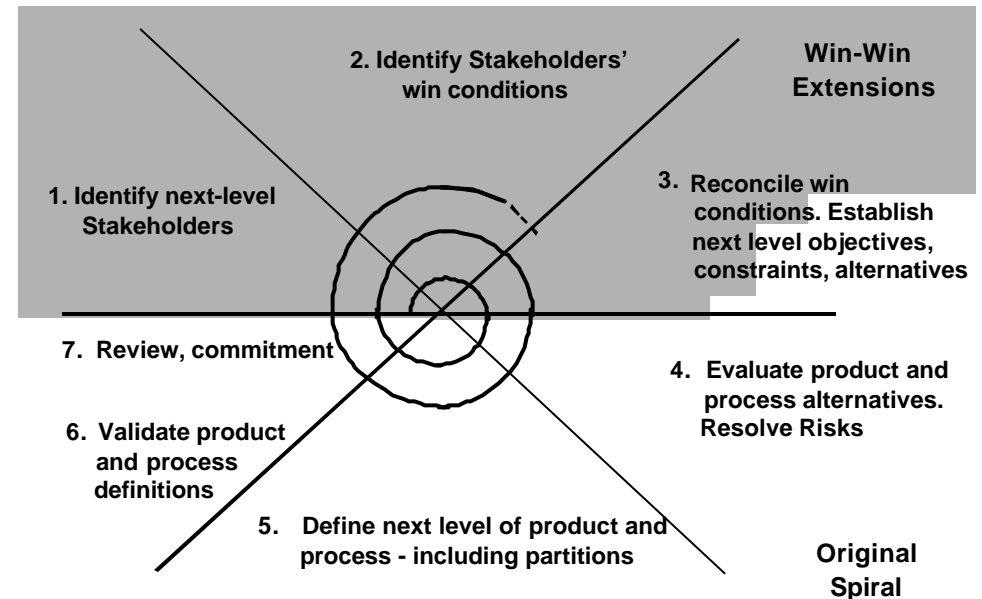 2. Identify Stakeholders'
win conditions
Win-Win
Extensions
1. Identify next-level
Stakeholders
3. Reconcile win
conditions. Establish
next level objectives,
constraints, alternatives
7. Review, commitment
4. Evaluate product and
process alternatives.
Resolve Risks
6. Validate product
and process
definitions
5. Define next level of product and
process - including partitions
Original
Spiral